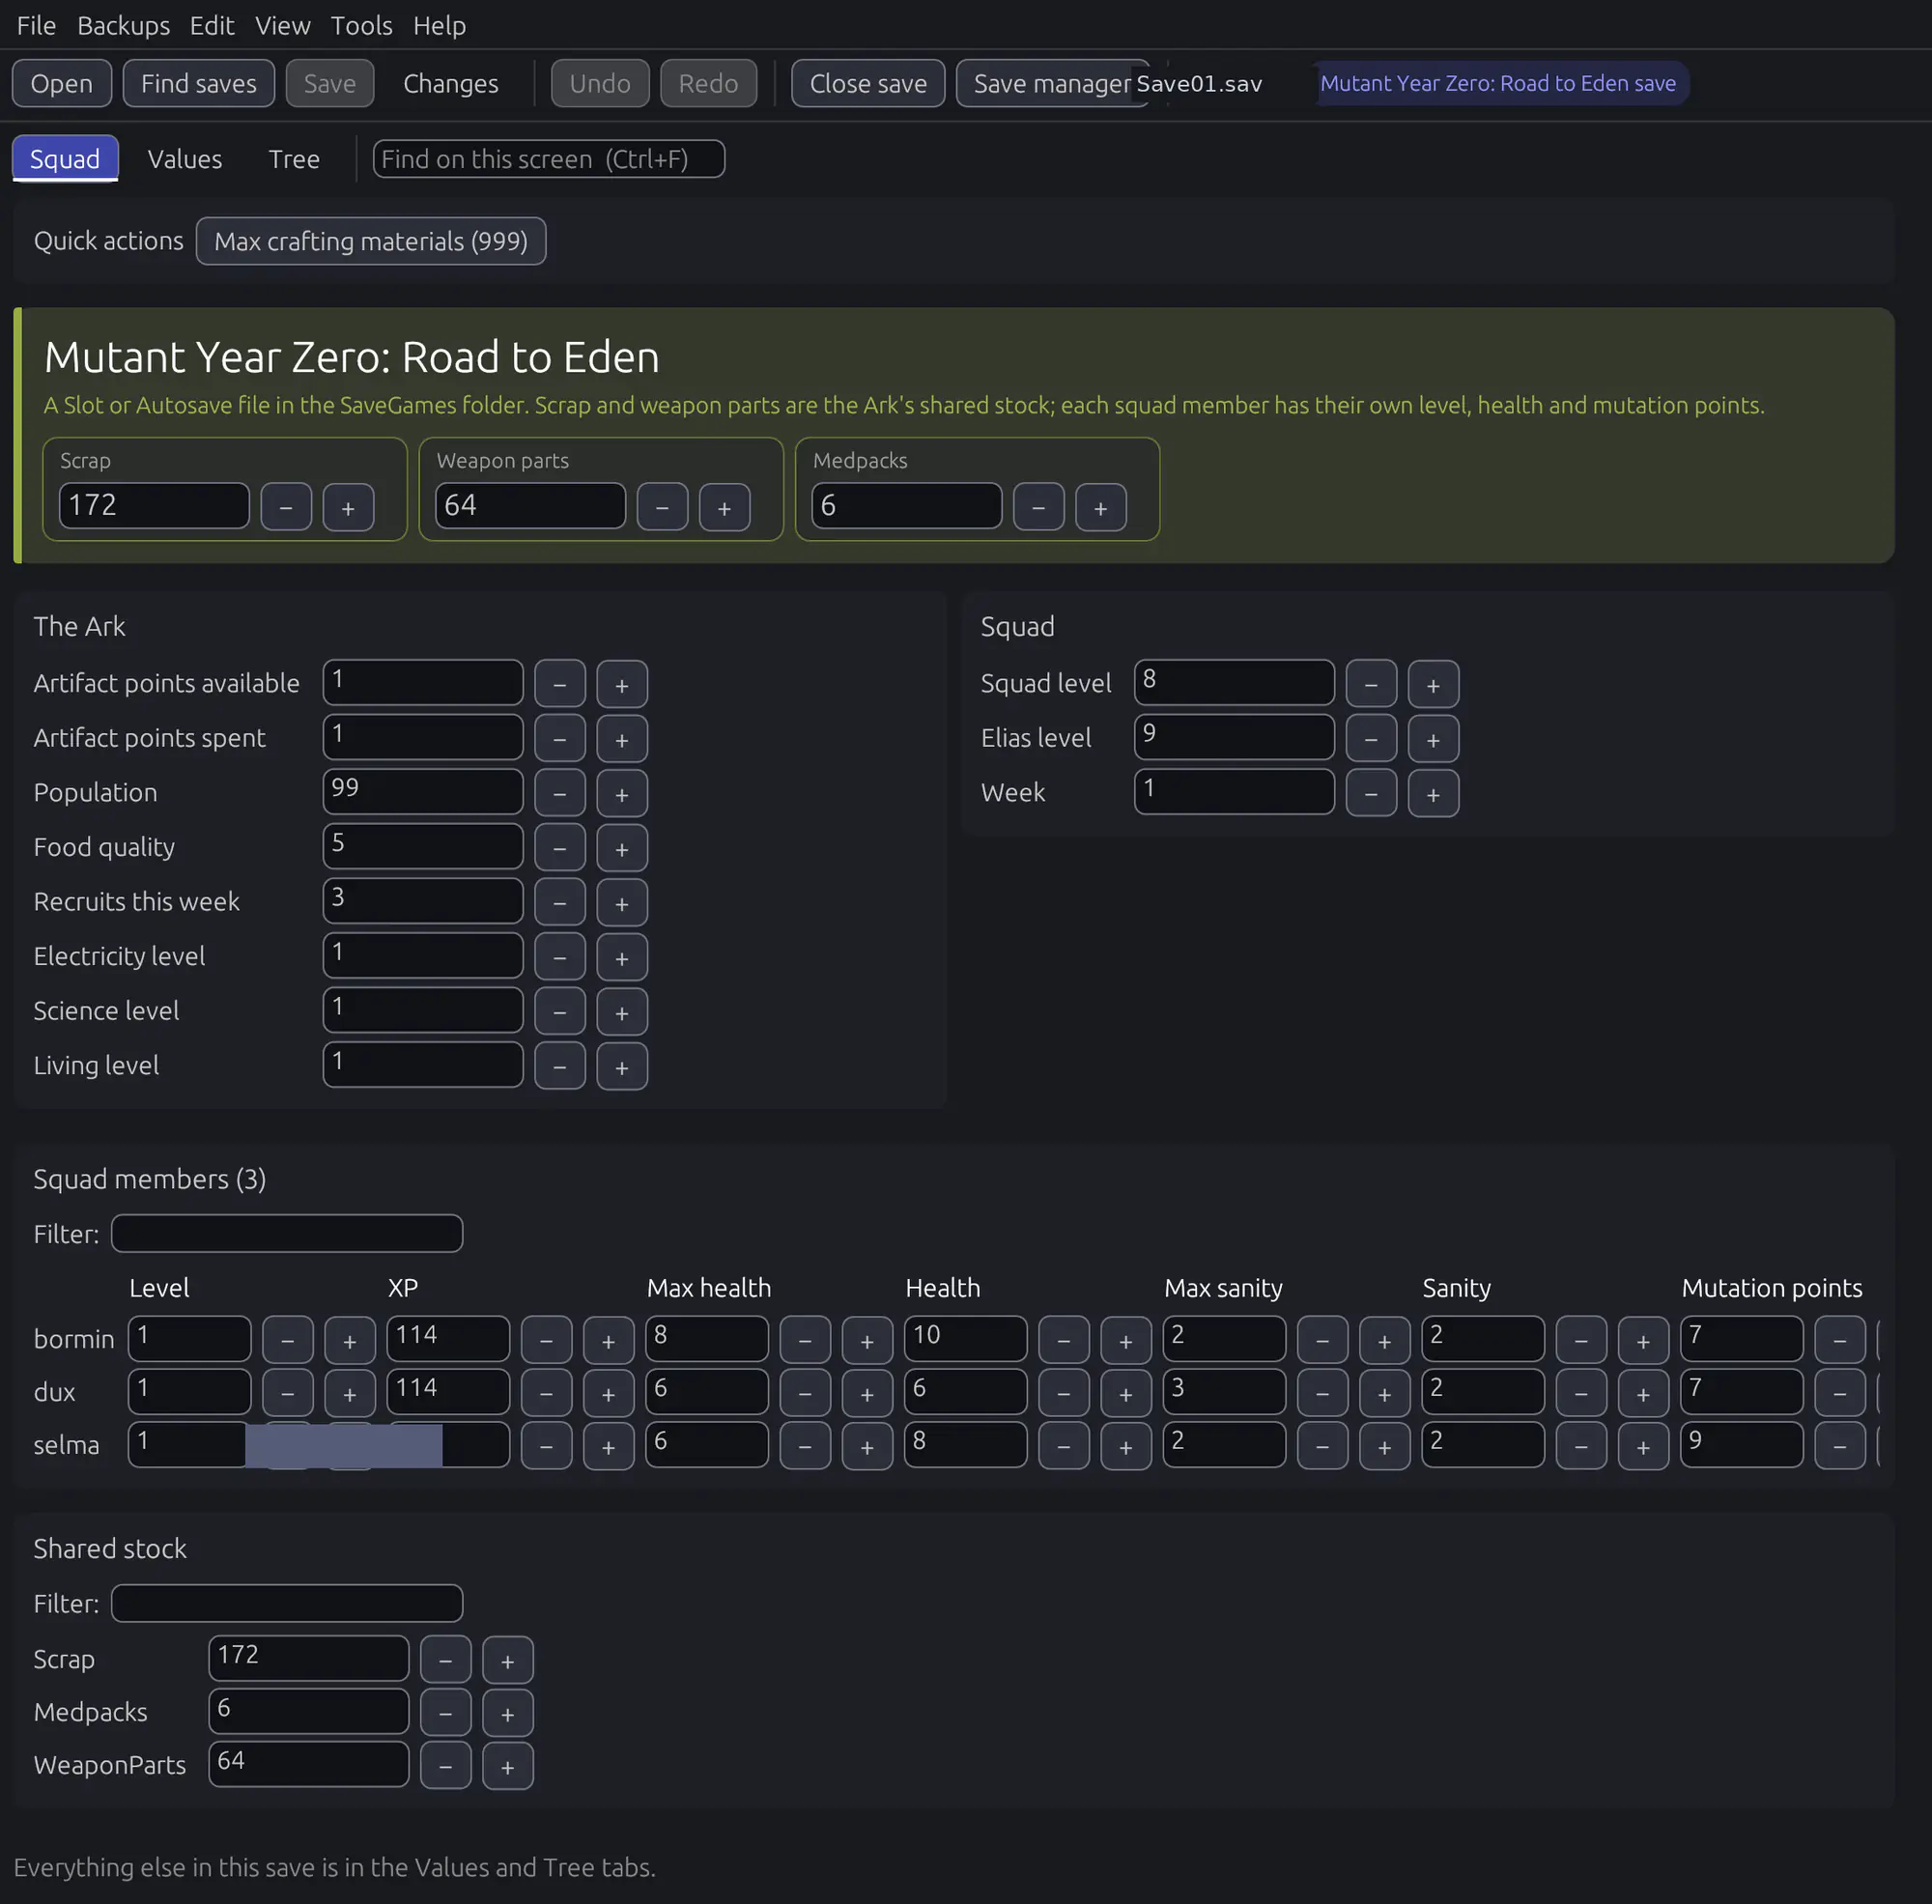 File Backups Edit View Tools Help
Open Find saves Save Changes Undo Redo Close save Save manager Save01.sav Mutant Year Zero: Road to Eden save
Squad Values Tree Find on this screen (Ctrl+F)
Quick actions Max crafting materials (999)
Mutant Year Zero: Road to Eden
A Slot or Autosave file in the SaveGames folder. Scrap and weapon parts are the Ark's shared stock; each squad member has their own level, health and mutation points.
Scrap Weapon parts Medpacks
172 − + 64 − + 6 − +
The Ark
Artifact points available 1 − +
Artifact points spent 1 − +
Population 99 − +
Food quality 5 − +
Recruits this week 3 − +
Electricity level 1 − +
Science level 1 − +
Living level 1 − +
Squad
Squad level 8 − +
Elias level 9 − +
Week 1 − +
Squad members (3)
Filter:
Level XP Max health Health Max sanity Sanity Mutation points
bormin 1 − + 114 − + 8 − + 10 − + 2 − + 2 − + 7 −
dux 1 − + 114 − + 6 − + 6 − + 3 − + 2 − + 7 −
selma 1 − + 6 − + 8 − + 2 − + 2 − + 9 −
Shared stock
Filter:
Scrap 172 − +
Medpacks 6 − +
WeaponParts 64 − +
Everything else in this save is in the Values and Tree tabs.